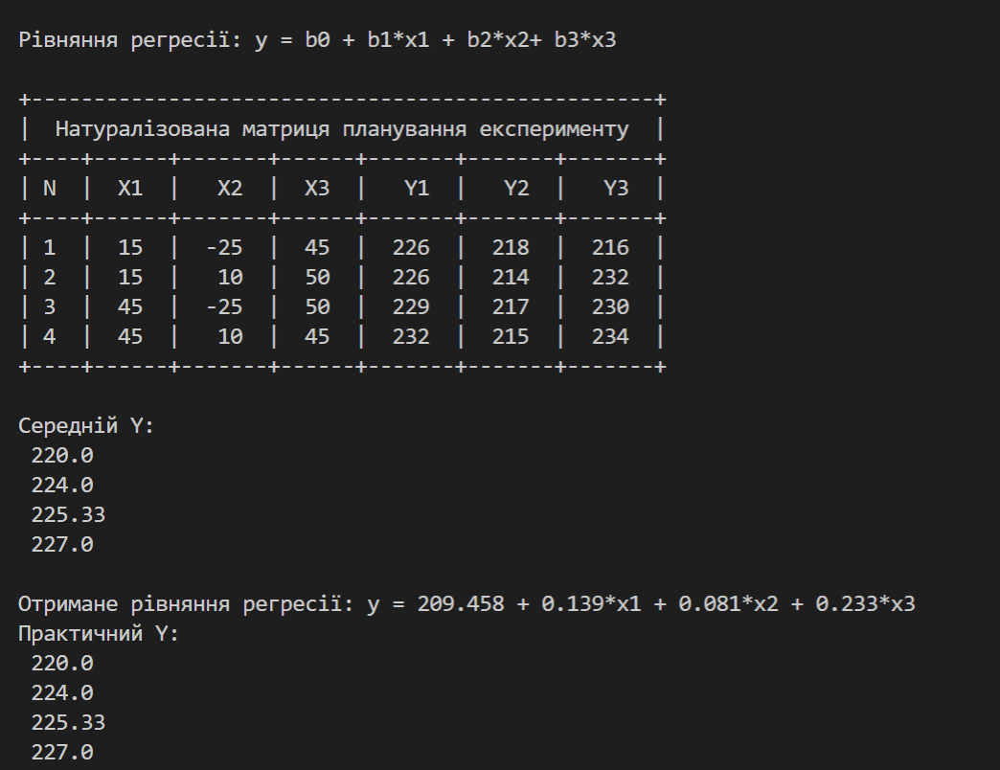 Рівняння регресії: y = b0 + b1*x1 + b2*x2+ b3*x3
+--------------------------------------------------+
|  Натуралізована матриця планування експерименту  |
+----+------+-------+------+-------+-------+-------+
| N  |  X1  |   X2  |  X3  |   Y1  |   Y2  |   Y3  |
+----+------+-------+------+-------+-------+-------+
| 1  |  15  |  -25  |  45  |  226  |  218  |  216  |
| 2  |  15  |   10  |  50  |  226  |  214  |  232  |
| 3  |  45  |  -25  |  50  |  229  |  217  |  230  |
| 4  |  45  |   10  |  45  |  232  |  215  |  234  |
+----+------+-------+------+-------+-------+-------+
Середній Y:
220.0
224.0
225.33
227.0
Отримане рівняння регресії: y = 209.458 + 0.139*x1 + 0.081*x2 + 0.233*x3
Практичний Y:
220.0
224.0
225.33
227.0